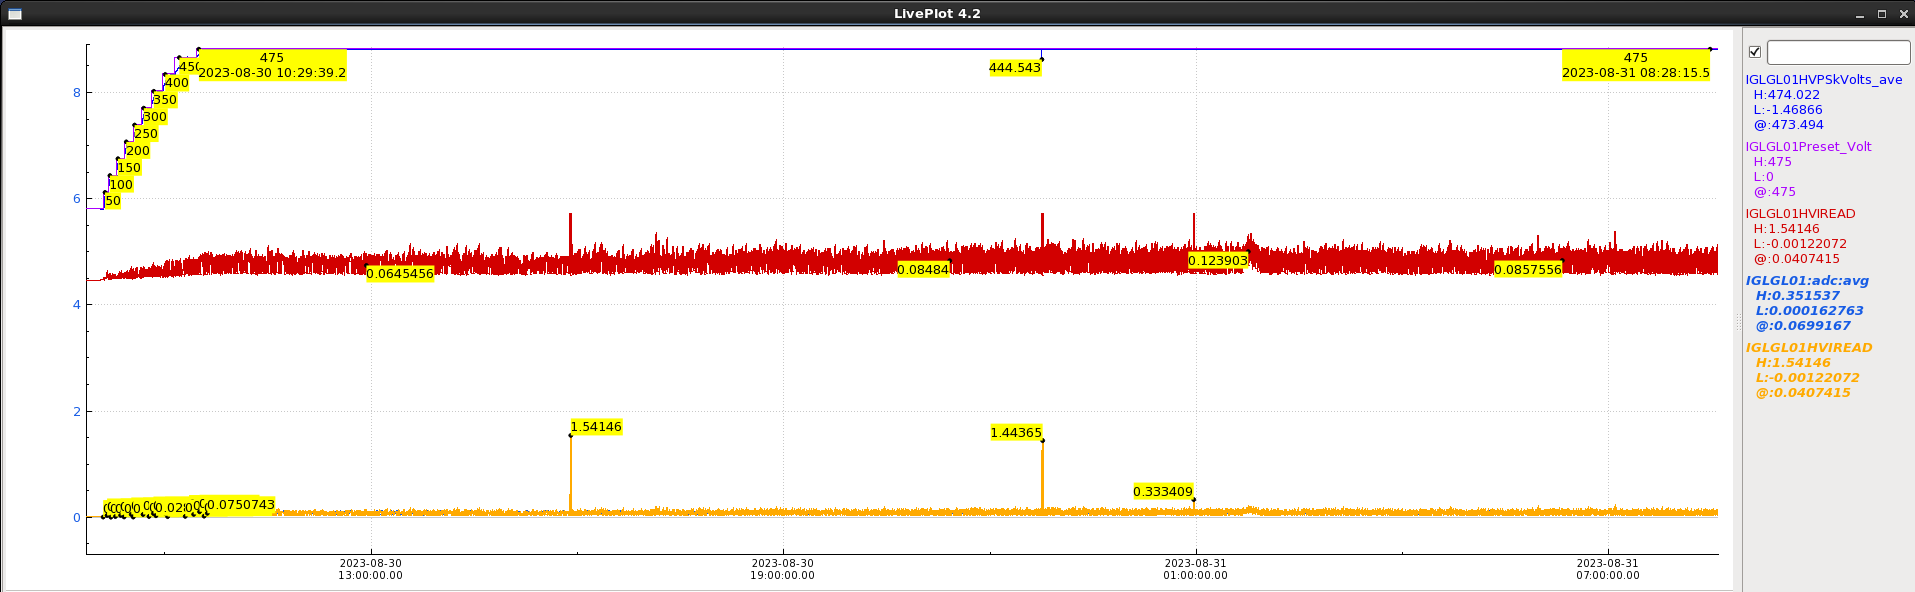 LivePlot 4.2
475
2023-08-30 10:29:39.2
450
400
350
300
250
200
150
100
50
444.543
475
2023-08-31 08:28:15.5
8
6
4
2
0
0.0645456
0.08484
0.123903
0.0857556
1.54146
1.44365
0.333409
0.028
0.0750743
2023-08-30
13:00:00.00
2023-08-30
19:00:00.00
2023-08-31
01:00:00.00
2023-08-31
07:00:00.00
IGLGL01HVPSkVolts_ave
H:474.022
L:-1.46866
@:473.494
IGLGL01Preset_Volt
H:475
L:0
@:475
IGLGL01HVIREAD
H:1.54146
L:-0.00122072
@:0.0407415
IGLGL01:adc:avg
H:0.351537
L:0.000162763
@:0.0699167
IGLGL01HVIREAD
H:1.54146
L:-0.00122072
@:0.0407415